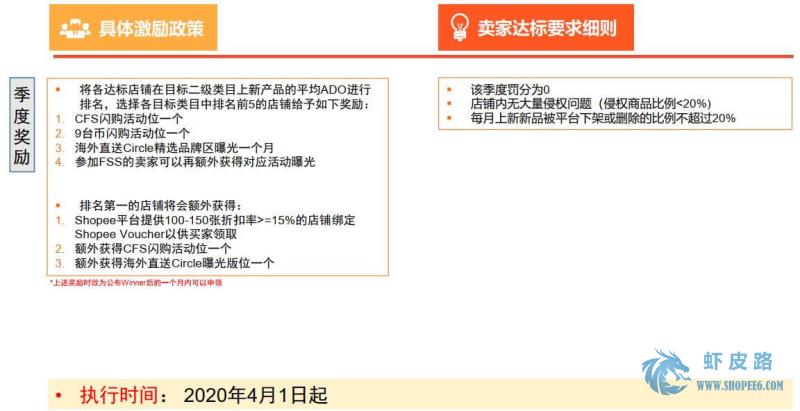 具体激励政策
卖家达标要求细则
季度奖励
▪ 将各达标店铺在目标二级类目上新产品的平均ADO进行
排名，选择各目标类目中排名前5的店铺给予如下奖励：
1. CFS闪购活动位一个
2. 9台币闪购活动位一个
3. 海外直送Circle精选品牌区曝光一个月
4. 参加FSS的卖家可以再额外获得对应活动曝光
▪ 排名第一的店铺将会额外获得：
1. Shopee平台提供100-150张折扣率>=15%的店铺绑定
Shopee Voucher以供买家领取
2. 额外获得CFS闪购活动位一个
3. 额外获得海外直送Circle曝光版位一个
*上述奖励时效为公布Winner后的一个月内可以申领
▪ 该季度罚分为0
▪ 店铺内无大量侵权问题（侵权商品比例<20%）
▪ 每月上新新品被平台下架或删除的比例不超过20%
虾皮路
WWW.SHOPEE6.COM
• 执行时间： 2020年4月1日起